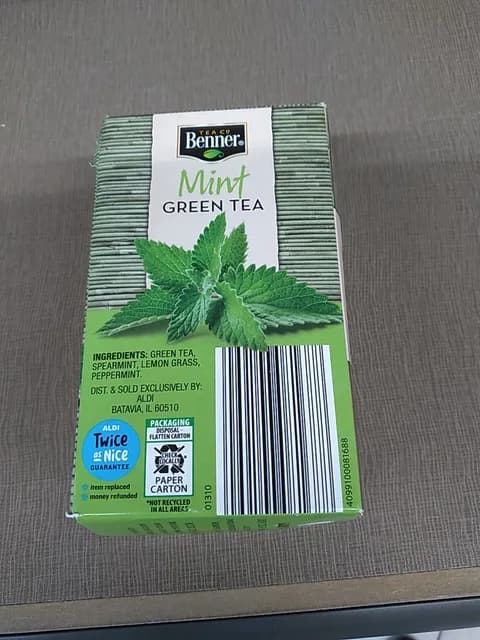 TEA CO
Benner®
Mint
GREEN TEA
INGREDIENTS: GREEN TEA,
SPEARMINT, LEMON GRASS,
PEPPERMINT.
DIST. & SOLD EXCLUSIVELY BY:
ALDI
BATAVIA, IL 60510
ALDI
Twice
as Nice
GUARANTEE
item replaced
money refunded
PACKAGING
DISPOSAL -
FLATTEN CARTON
CHECK
LOCALLY*
PAPER
CARTON
*NOT RECYCLED
IN ALL AREAS
01310
4099100081688